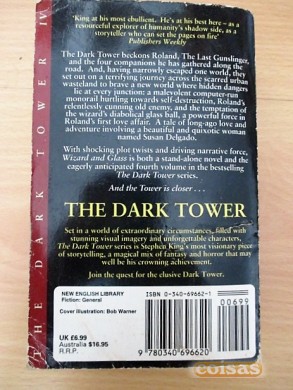 'King at his most ebullient. He's at his best here – as a
resourceful explorer of humanity's shadow side, as a
storyteller who can set the pages on fire'
Publishers Weekly
The Dark Tower beckons Roland, The Last Gunslinger,
and the four companions he has gathered along the
road. And, having narrowly escaped one world, they
set out on a terrifying journey across the scarred urban
wasteland to brave a new world where hidden dangers
lie at every junction: a malevolent computer-run
monorail hurtling towards self-destruction, Roland's
relentlessly cunning old enemy, and the temptation of
the wizard's diabolical glass ball, a powerful force in
Roland's first love affair. A tale of long-ago love and
adventure involving a beautiful and quixotic woman
named Susan Delgado.
With shocking plot twists and driving narrative force,
Wizard and Glass is both a stand-alone novel and the
eagerly anticipated fourth volume in the bestselling
The Dark Tower series.
And the Tower is closer . . .
THE DARK TOWER
Set in a world of extraordinary circumstances, filled with
stunning visual imagery and unforgettable characters,
The Dark Tower series is Stephen King's most visionary piece
of storytelling, a magical mix of fantasy and horror that may
well be his crowning achievement.
Join the quest for the elusive Dark Tower.
NEW ENGLISH LIBRARY
Fiction: General
Cover illustration: Bob Warner
UK £6.99
Australia $16.95
R.R.P.
ISBN 0-340-69662-1
00699
9 780340 696620
THE DARK TOWER IV
coisas